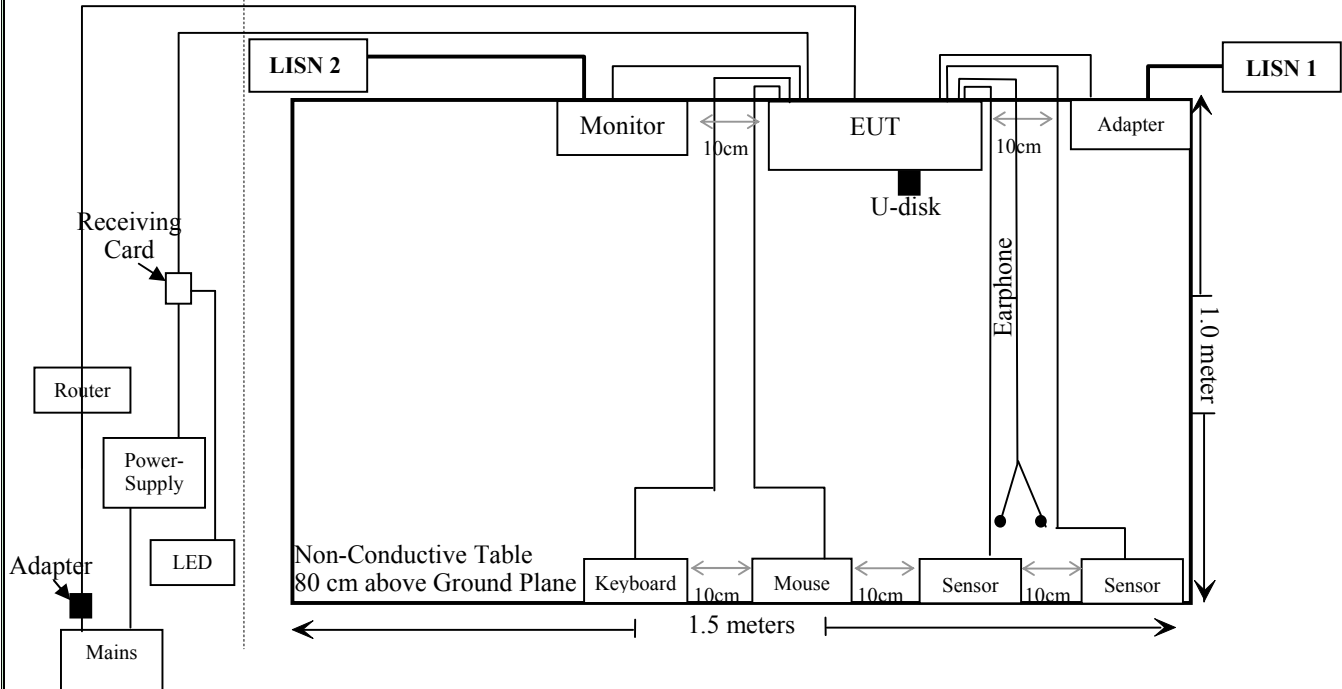 LISN 2
LISN 1
Monitor
EUT
Adapter
10cm
10cm
U-disk
Receiving
Card
Earphone
1.0 meter
Router
Power-
Supply
LED
Adapter
Mains
Non-Conductive Table
80 cm above Ground Plane
Keyboard
10cm
Mouse
10cm
Sensor
10cm
Sensor
1.5 meters